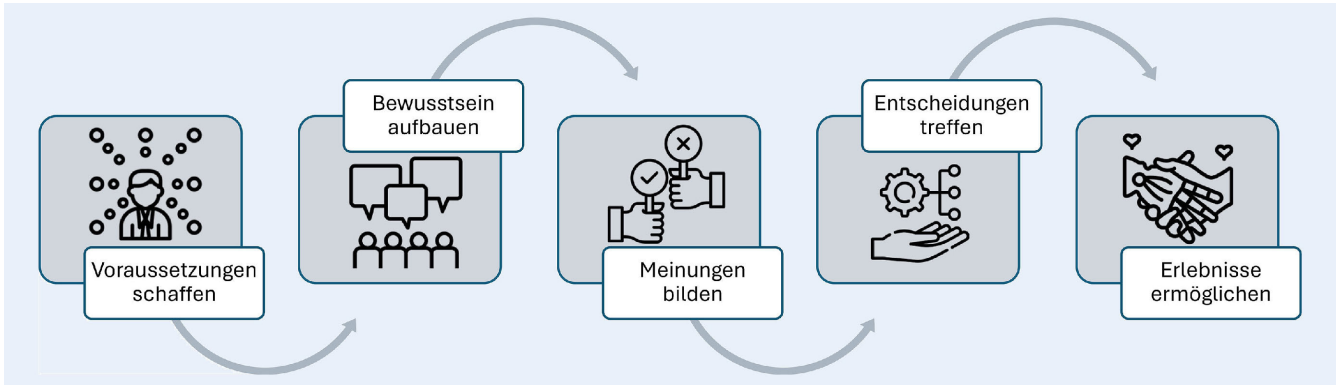 Voraussetzungen
schaffen
Bewusstsein
aufbauen
Meinungen
bilden
Entscheidungen
treffen
Erlebnisse
ermöglichen